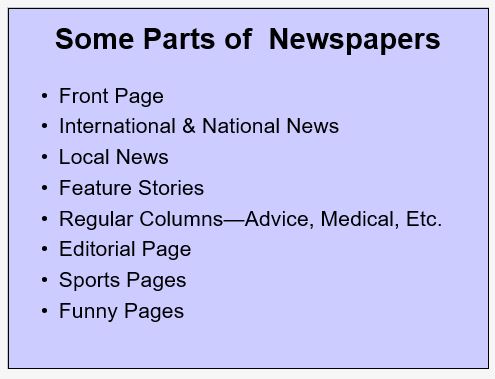 Some Parts of  Newspapers
• Front Page
• International & National News
• Local News
• Feature Stories
• Regular Columns—Advice, Medical, Etc.
• Editorial Page
• Sports Pages
• Funny Pages